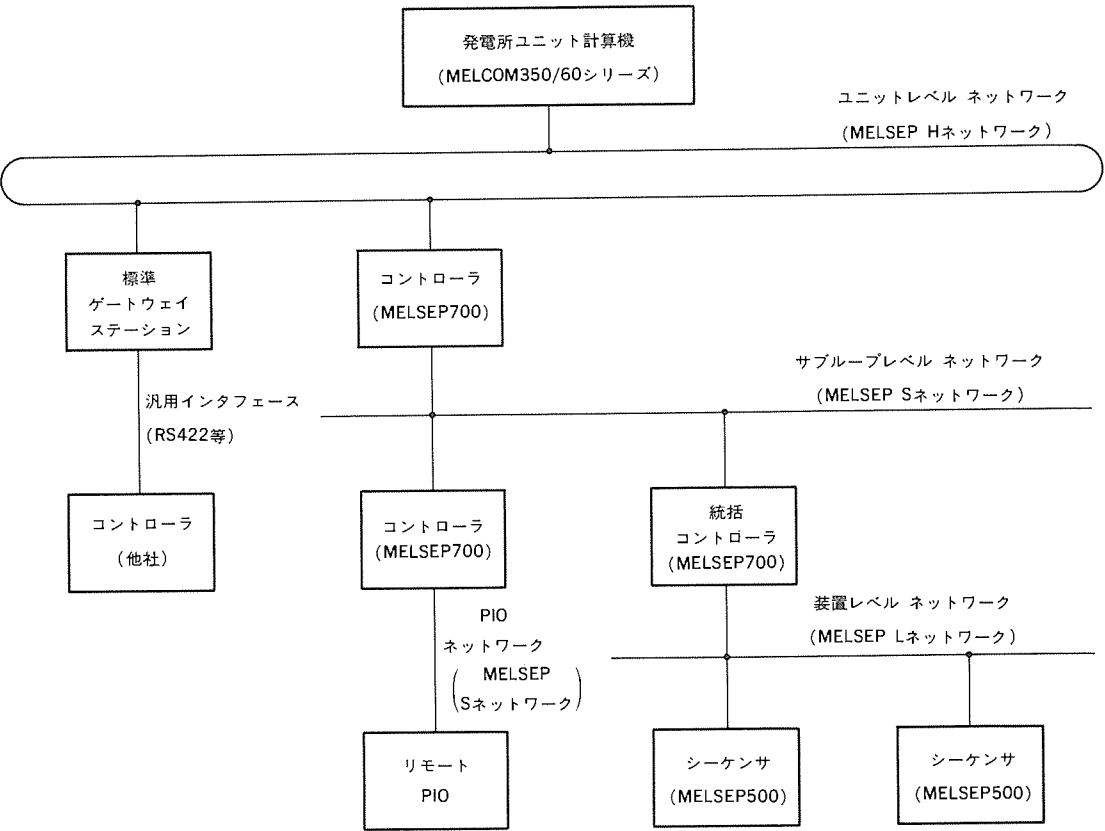 発電所ユニット計算機
(MELCOM350/60シリーズ)
ユニットレベル ネットワーク
(MELSEP Hネットワーク)
標準
ゲートウェイ
ステーション
コントローラ
(MELSEP700)
サブループレベル ネットワーク
(MELSEP Sネットワーク)
汎用インタフェース
(RS422等)
コントローラ
(他社)
コントローラ
(MELSEP700)
統括
コントローラ
(MELSEP700)
装置レベル ネットワーク
(MELSEP Lネットワーク)
PIO
ネットワーク
(MELSEP
Sネットワーク)
リモート
PIO
シーケンサ
(MELSEP500)
シーケンサ
(MELSEP500)